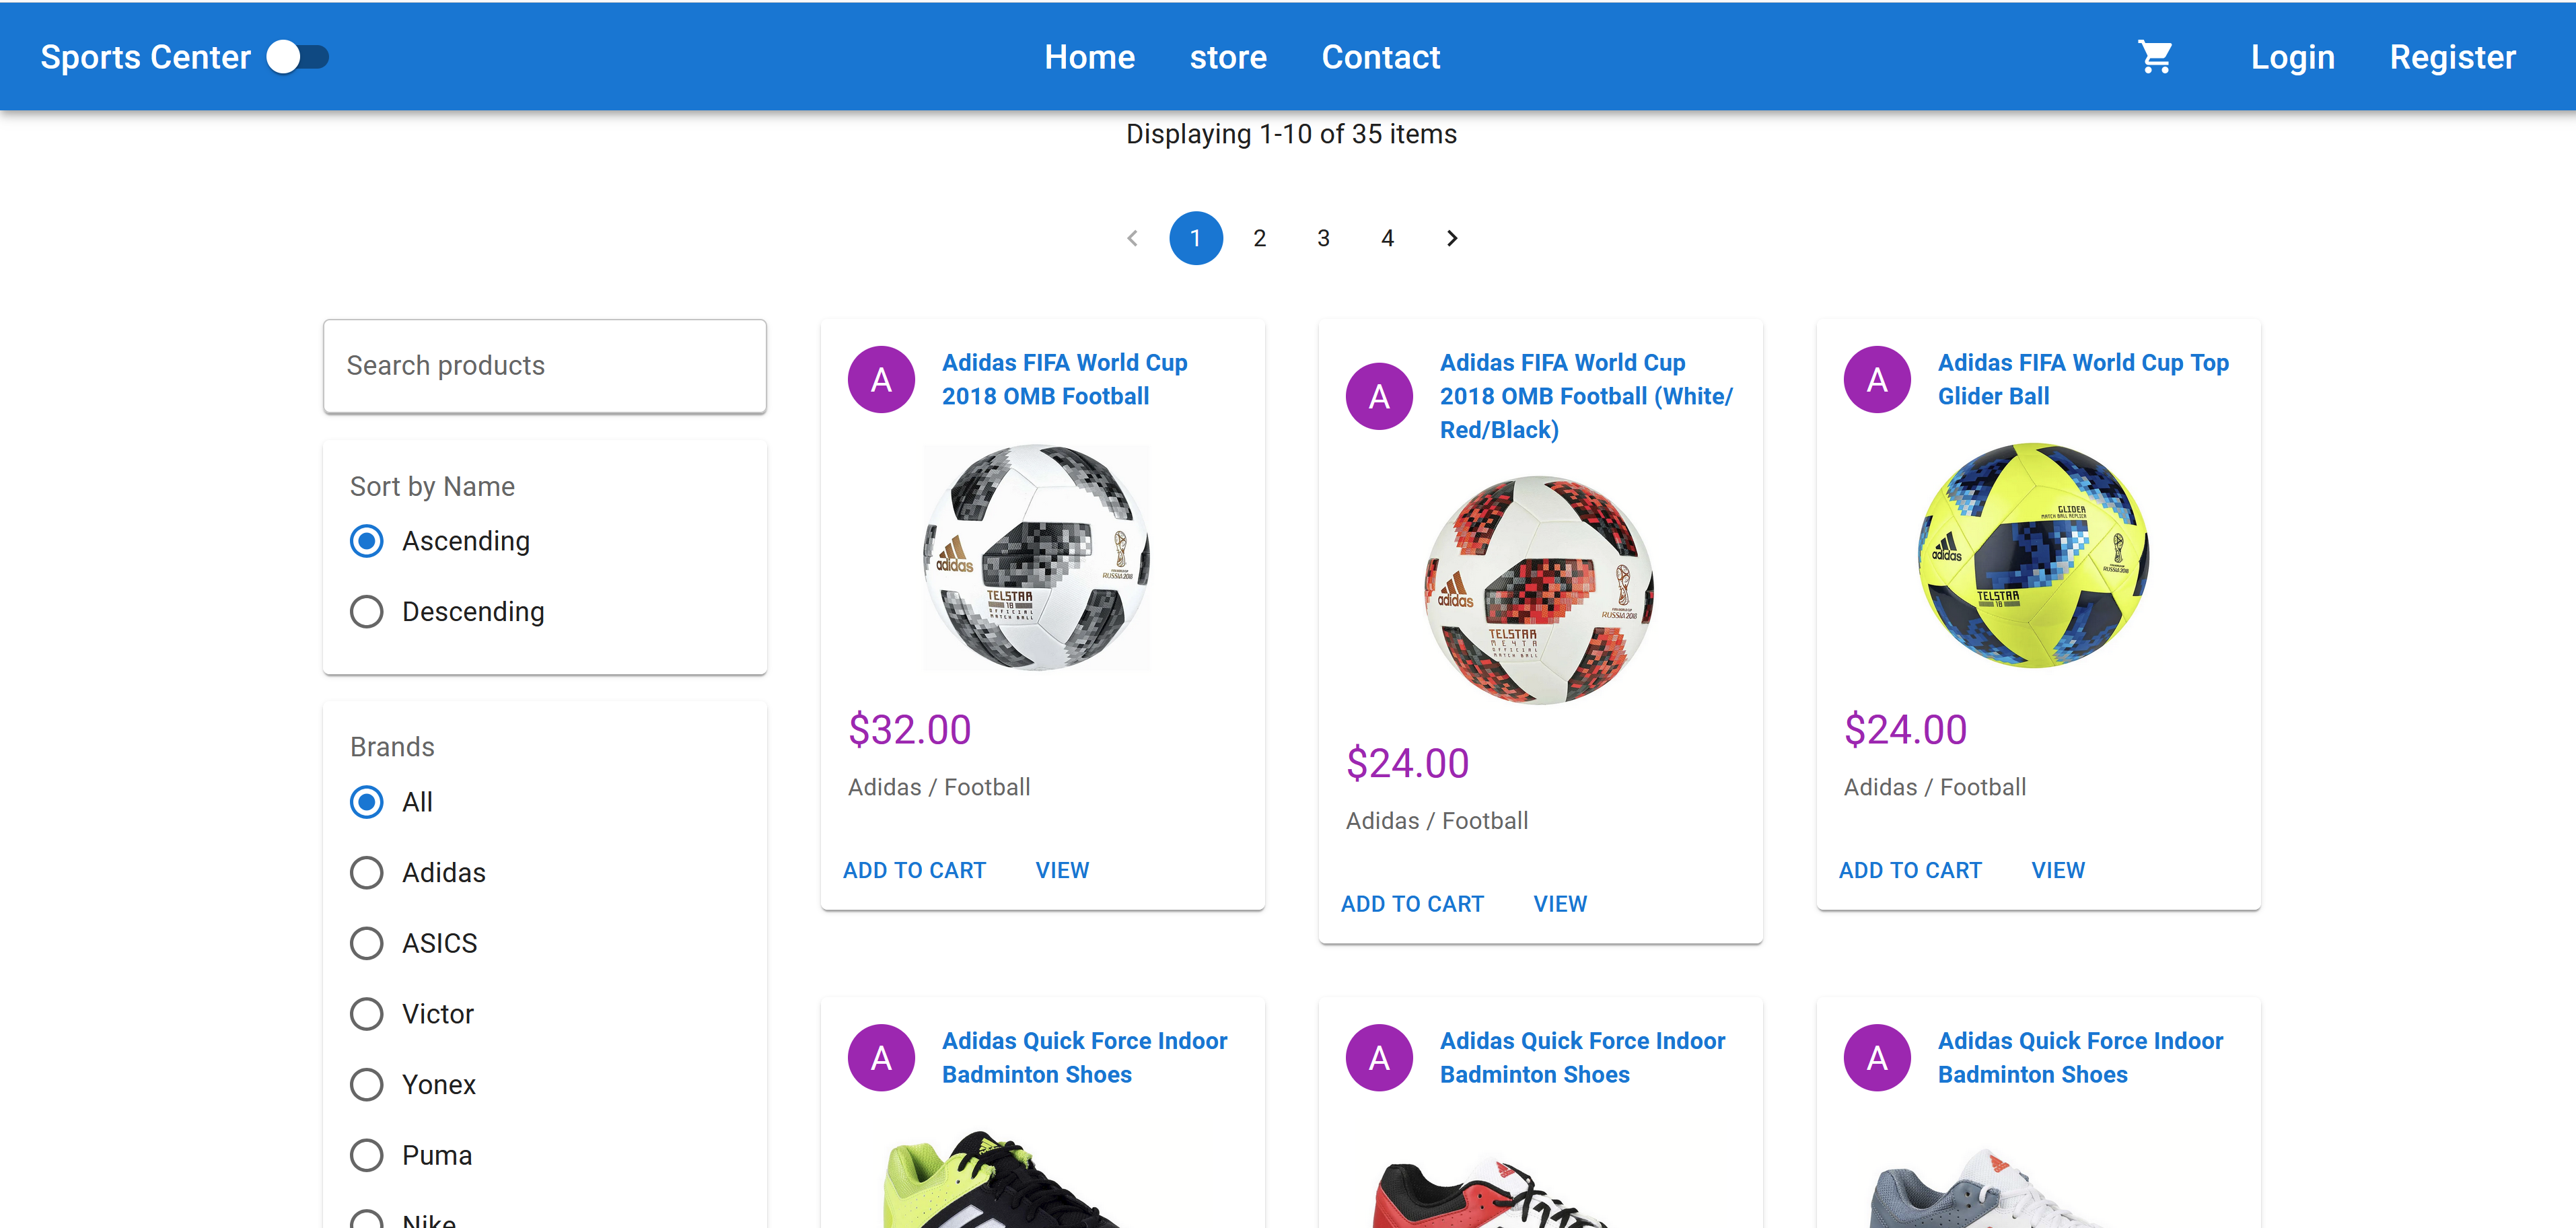 Sports Center
Home store Contact
Login Register
Displaying 1-10 of 35 items
1 2 3 4
Search products
Sort by Name
Ascending
Descending
Brands
All
Adidas
ASICS
Victor
Yonex
Puma
Nike
A
Adidas FIFA World Cup
2018 OMB Football
adidas
TELSTAR
18
OFFICIAL
MATCH BALL
RUSSIA 2018
$32.00
Adidas / Football
ADD TO CART VIEW
A
Adidas FIFA World Cup
2018 OMB Football (White/
Red/Black)
adidas
TELSTAR
МЕЧТА
OFFICIAL
MATCH BALL
RUSSIA 2018
$24.00
Adidas / Football
ADD TO CART VIEW
A
Adidas FIFA World Cup Top
Glider Ball
GLIDER
MATCH BALL REPLICA
adidas
TELSTAR
18
RUSSIA 2018
$24.00
Adidas / Football
ADD TO CART VIEW
A
Adidas Quick Force Indoor
Badminton Shoes
A
Adidas Quick Force Indoor
Badminton Shoes
A
Adidas Quick Force Indoor
Badminton Shoes